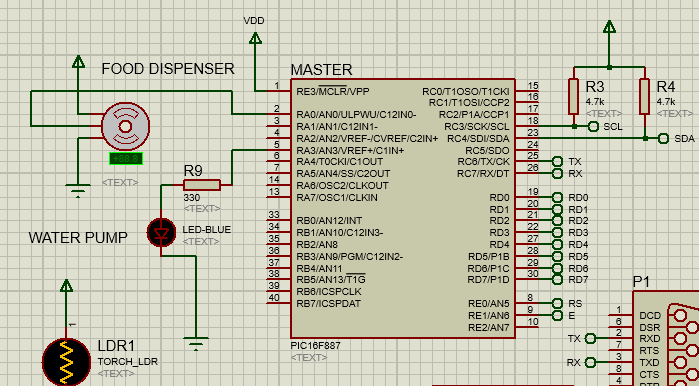 VDD
FOOD DISPENSER
MASTER
R3
4.7k
<TEXT>
R4
4.7k
<TEXT>
SCL
SDA
+88.8
<TEXT>
R9
330
<TEXT>
LED-BLUE
<TEXT>
WATER PUMP
1 RE3/MCLR/VPP
2 RA0/AN0/ULPWU/C12IN0-
3 RA1/AN1/C12IN1-
4 RA2/AN2/VREF-/CVREF/C2IN+
5 RA3/AN3/VREF+/C1IN+
6 RA4/T0CKI/C1OUT
7 RA5/AN4/SS/C2OUT
14 RA6/OSC2/CLKOUT
13 RA7/OSC1/CLKIN
33 RB0/AN12/INT
34 RB1/AN10/C12IN3-
35 RB2/AN8
36 RB3/AN9/PGM/C12IN2-
37 RB4/AN11
38 RB5/AN13/T1G
39 RB6/ICSPCLK
40 RB7/ICSPDAT
RC0/T1OSO/T1CKI 15
RC1/T1OSI/CCP2 16
RC2/P1A/CCP1 17
RC3/SCK/SCL 18
RC4/SDI/SDA 23
RC5/SDO 24
RC6/TX/CK 25 TX
RC7/RX/DT 26 RX
RD0 19 RD0
RD1 20 RD1
RD2 21 RD2
RD3 22 RD3
RD4 27 RD4
RD5/P1B 28 RD5
RD6/P1C 29 RD6
RD7/P1D 30 RD7
RE0/AN5 8 RS
RE1/AN6 9 E
RE2/AN7 10
PIC16F887
<TEXT>
1
LDR1
TORCH_LDR
<TEXT>
P1
1 DCD
6 DSR
TX 2 RXD
7 RTS
RX 3 TXD
8 CTS
4 DTR